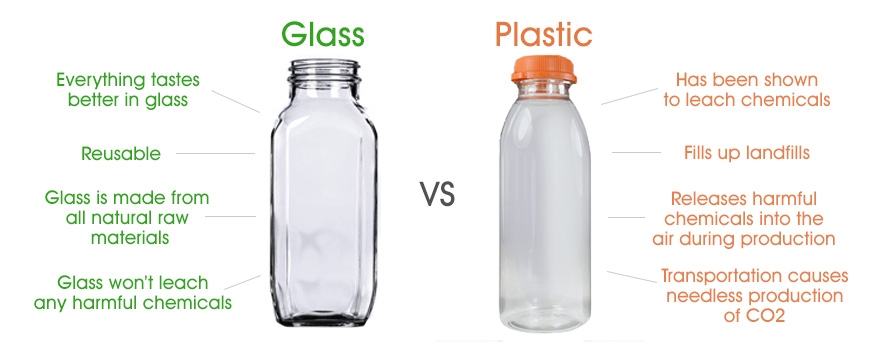 Glass
Everything tastes
better in glass
Reusable
Glass is made from
all natural raw
materials
Glass won't leach
any harmful chemicals
VS
Plastic
Has been shown
to leach chemicals
Fills up landfills
Releases harmful
chemicals into the
air during production
Transportation causes
needless production
of CO2